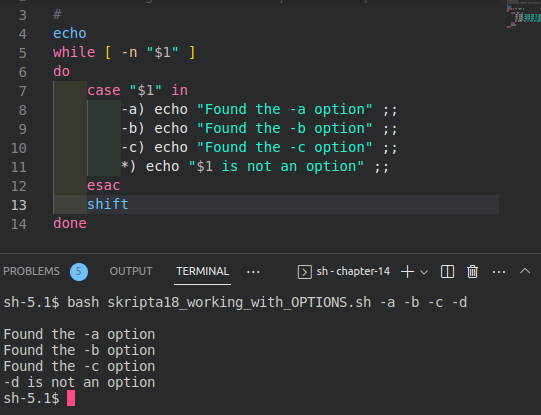 3 #
4 echo
5 while [ -n "$1" ]
6 do
7 case "$1" in
8 -a) echo "Found the -a option" ;;
9 -b) echo "Found the -b option" ;;
10 -c) echo "Found the -c option" ;;
11 *) echo "$1 is not an option" ;;
12 esac
13 shift
14 done
PROBLEMS 5 OUTPUT TERMINAL ··· sh - chapter-14
sh-5.1$ bash skripta18_working_with_OPTIONS.sh -a -b -c -d
Found the -a option
Found the -b option
Found the -c option
-d is not an option
sh-5.1$